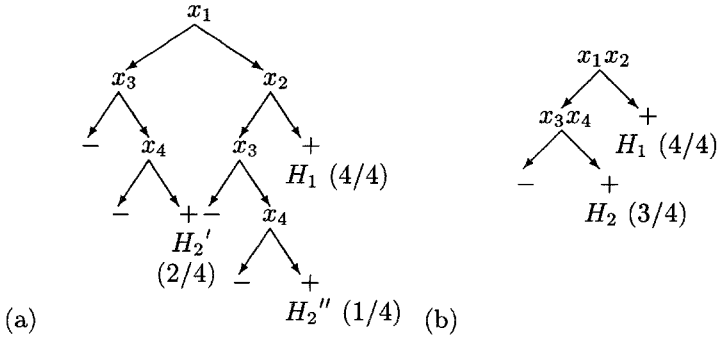 x₁
x₁x₂
x₃ x₂
x₃x₄ +
− x₄ x₃ +
H₁ (4/4)
H₁ (4/4)
− +
− + − x₄
H₂ (3/4)
H₂′
(2/4)
− +
H₂″ (1/4)
(a) (b)